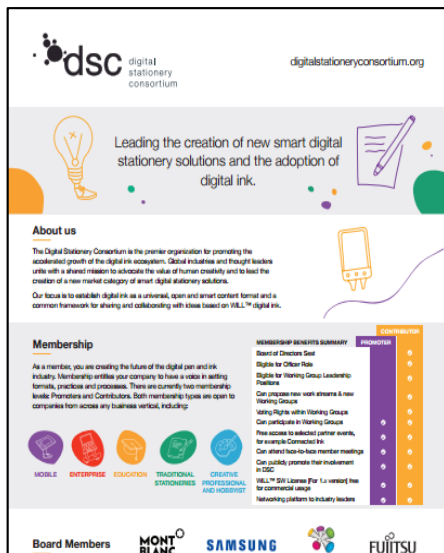 dsc digital
stationery
consortium
digitalstationeryconsortium.org
Leading the creation of new smart digital
stationery solutions and the adoption of
digital ink.
About us
The Digital Stationery Consortium is the premier organization for promoting the
accelerated growth of the digital ink ecosystem. Global industries and thought leaders
unite with a shared mission to advocate the value of human creativity and to lead the
creation of a new market category of smart digital stationery solutions.
Our focus is to establish digital ink as a universal, open and smart content format and a
common framework for sharing and collaborating with ideas based on WILL™ digital ink.
Membership
As a member, you are creating the future of the digital pen and ink
industry. Membership entitles your company to have a voice in setting
formats, practices and processes. There are currently two membership
levels: Promoters and Contributors. Both membership types are open to
companies from across any business vertical, including:
MOBILE
ENTERPRISE
EDUCATION
TRADITIONAL
STATIONERIES
CREATIVE
PROFESSIONAL
AND HOBBYIST
CONTRIBUTOR
MEMBERSHIP BENEFITS SUMMARY PROMOTER
Board of Directors Seat
Eligible for Officer Role
Eligible for Working Group Leadership
Positions
Can propose new work streams & new
Working Groups
Voting Rights within Working Groups
Can participate in Working Groups
Free access to selected partner events,
for example Connected Ink
Can attend face-to-face member meetings
Can publicly promote their involvement
in DSC
WILL™ SW License [For 1.x version] free
for commercial usage
Networking platform to industry leaders
Board Members
MONT
BLANC
SAMSUNG
FUJITSU